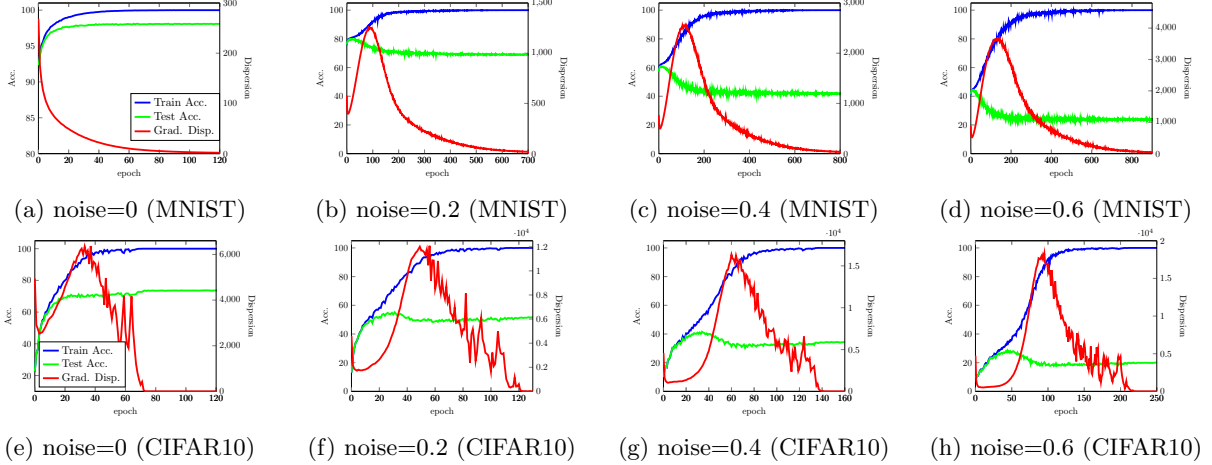 300 1,500 3,000
100 100 100 100
Train Acc.
Test Acc.
Grad. Disp.
Acc. Dispersion
95 90 85 80
200 100 0
0 20 40 60 80 100 120
epoch
Acc. Dispersion
80 60 40 20 0
1,000 500 0
0 100 200 300 400 500 600 700
epoch
Acc. Dispersion
80 60 40 20 0
2,000 1,000 0
0 200 400 600 800
epoch
Acc. Dispersion
80 60 40 20 0
4,000 3,000 2,000 1,000 0
0 200 400 600 800
epoch
(a) noise=0 (MNIST) (b) noise=0.2 (MNIST) (c) noise=0.4 (MNIST) (d) noise=0.6 (MNIST)
·10⁴ ·10⁴ ·10⁴
Train Acc.
Test Acc.
Grad. Disp.
Acc. Dispersion
100 80 60 40 20
6,000 4,000 2,000 0
0 20 40 60 80 100 120
epoch
Acc. Dispersion
100 80 60 40 20 0
1.2 1 0.8 0.6 0.4 0.2 0
0 20 40 60 80 100 120
epoch
Acc. Dispersion
100 80 60 40 20 0
1.5 1 0.5 0
0 20 40 60 80 100 120 140 160
epoch
Acc. Dispersion
100 80 60 40 20 0
2 1.5 1 0.5 0
0 50 100 150 200 250
epoch
(e) noise=0 (CIFAR10) (f) noise=0.2 (CIFAR10) (g) noise=0.4 (CIFAR10) (h) noise=0.6 (CIFAR10)